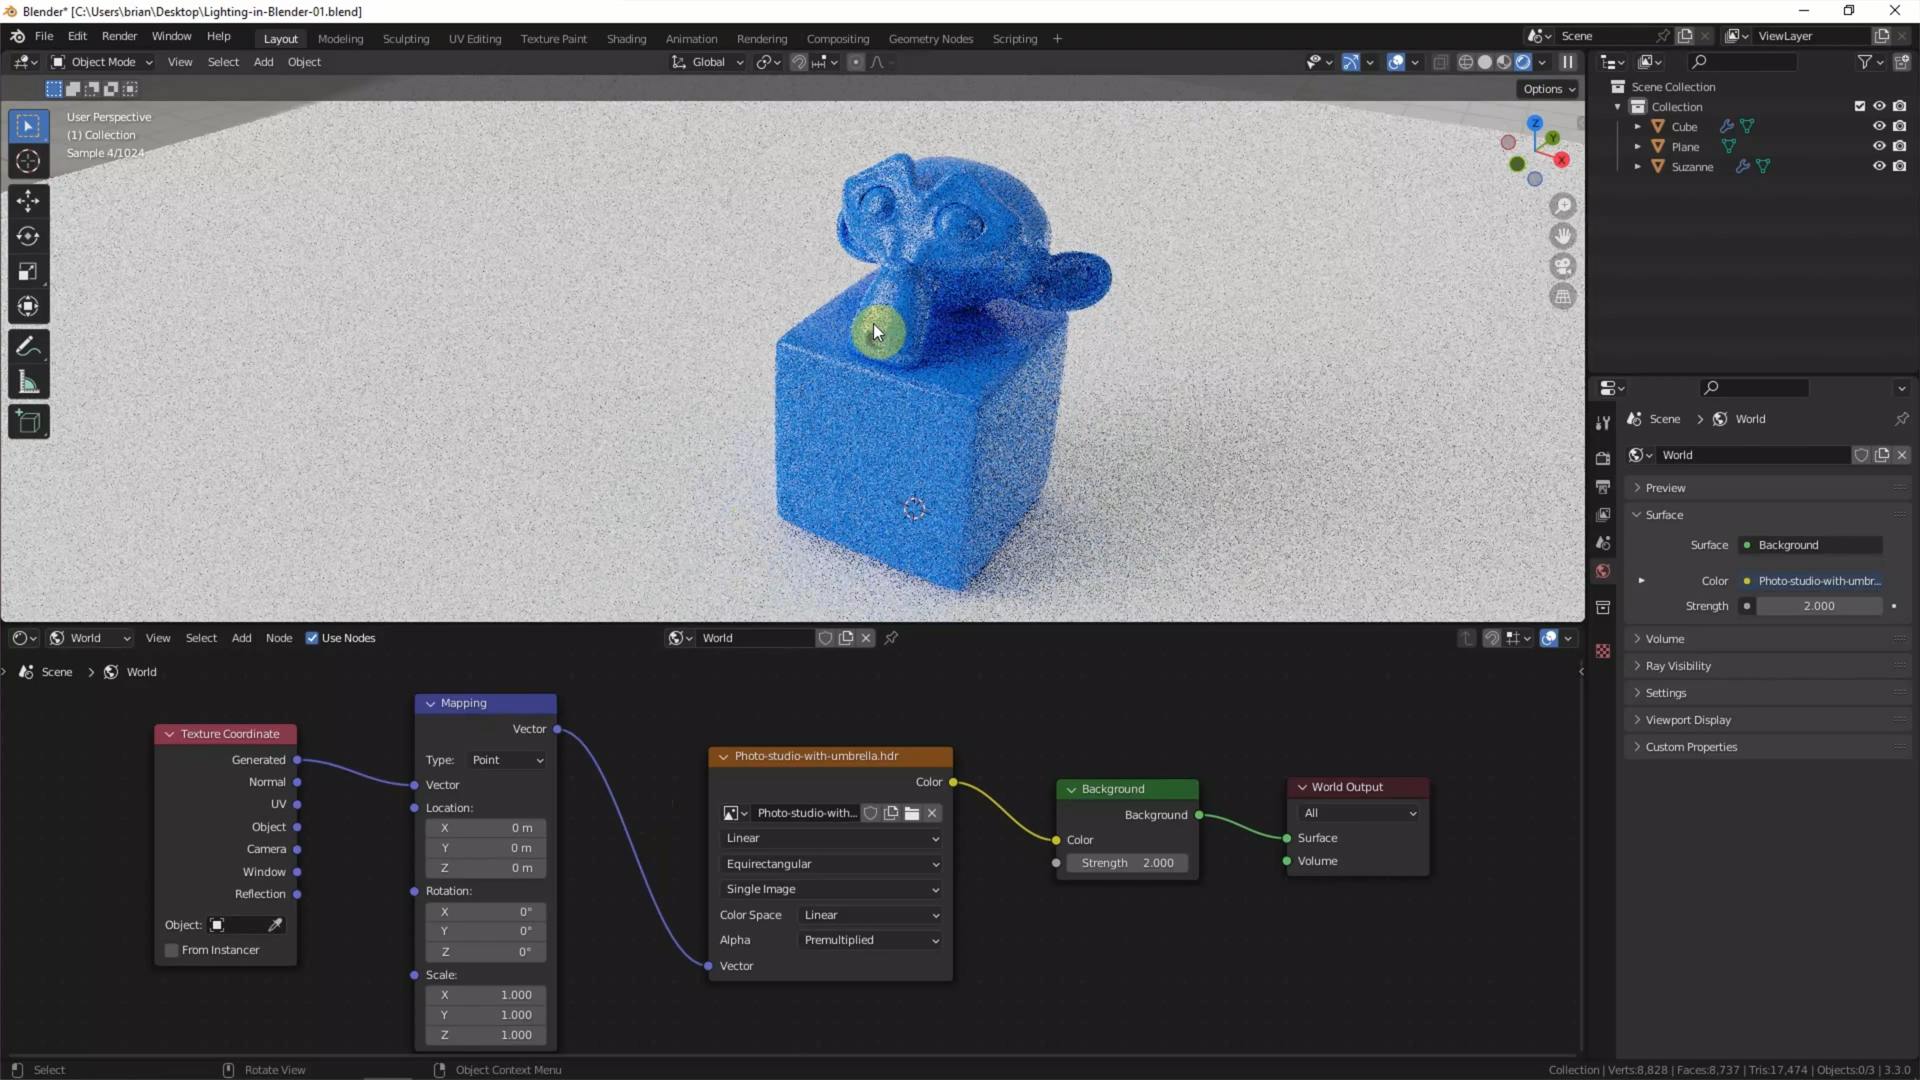 Blender* [C:\Users\brian\Desktop\Lighting-in-Blender-01.blend]
File Edit Render Window Help Layout Modeling Sculpting UV Editing Texture Paint Shading Animation Rendering Compositing Geometry Nodes Scripting + Scene ViewLayer
Object Mode View Select Add Object Global
Options
User Perspective
(1) Collection
Sample 4/1024
Z
Y
X
Scene Collection
Collection
Cube
Plane
Suzanne
Scene > World
World
Preview
Surface
Surface Background
Color Photo-studio-with-umbr...
Strength 2.000
Volume
Ray Visibility
Settings
Viewport Display
Custom Properties
World View Select Add Node Use Nodes World
Scene > World
Texture Coordinate
Generated
Normal
UV
Object
Camera
Window
Reflection
Object:
From Instancer
Mapping
Vector
Type: Point
Vector
Location:
X 0 m
Y 0 m
Z 0 m
Rotation:
X 0°
Y 0°
Z 0°
Scale:
X 1.000
Y 1.000
Z 1.000
Photo-studio-with-umbrella.hdr
Color
Photo-studio-with...
Linear
Equirectangular
Single Image
Color Space Linear
Alpha Premultiplied
Vector
Background
Background
Color
Strength 2.000
World Output
All
Surface
Volume
Select Rotate View Object Context Menu Collection | Verts:8,828 | Faces:8,737 | Tris:17,474 | Objects:0/3 | 3.3.0